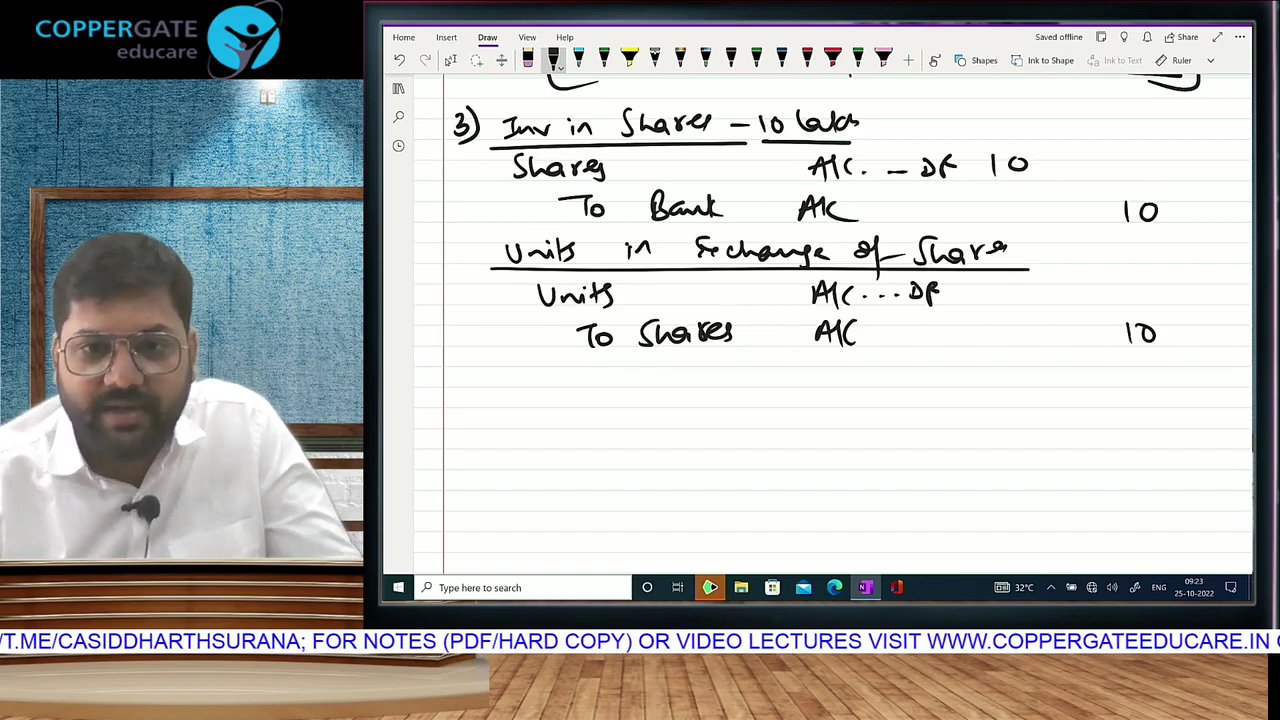 COPPERGATE
educare
Home Insert Draw View Help
Saved offline
Share
Shapes
Ink to Shape
Ink to Text
Ruler
3) Inv in Shares - 10 lakhs
Shares A/c. - Dr 10
To Bank A/c 10
Units in Exchange of Shares
Units A/c ... Dr
To Shares A/c 10
Type here to search
32°C
ENG
09:23
25-10-2022
/T.ME/CASIDDHARTHSURANA; FOR NOTES (PDF/HARD COPY) OR VIDEO LECTURES VISIT WWW.COPPERGATEEDUCARE.IN